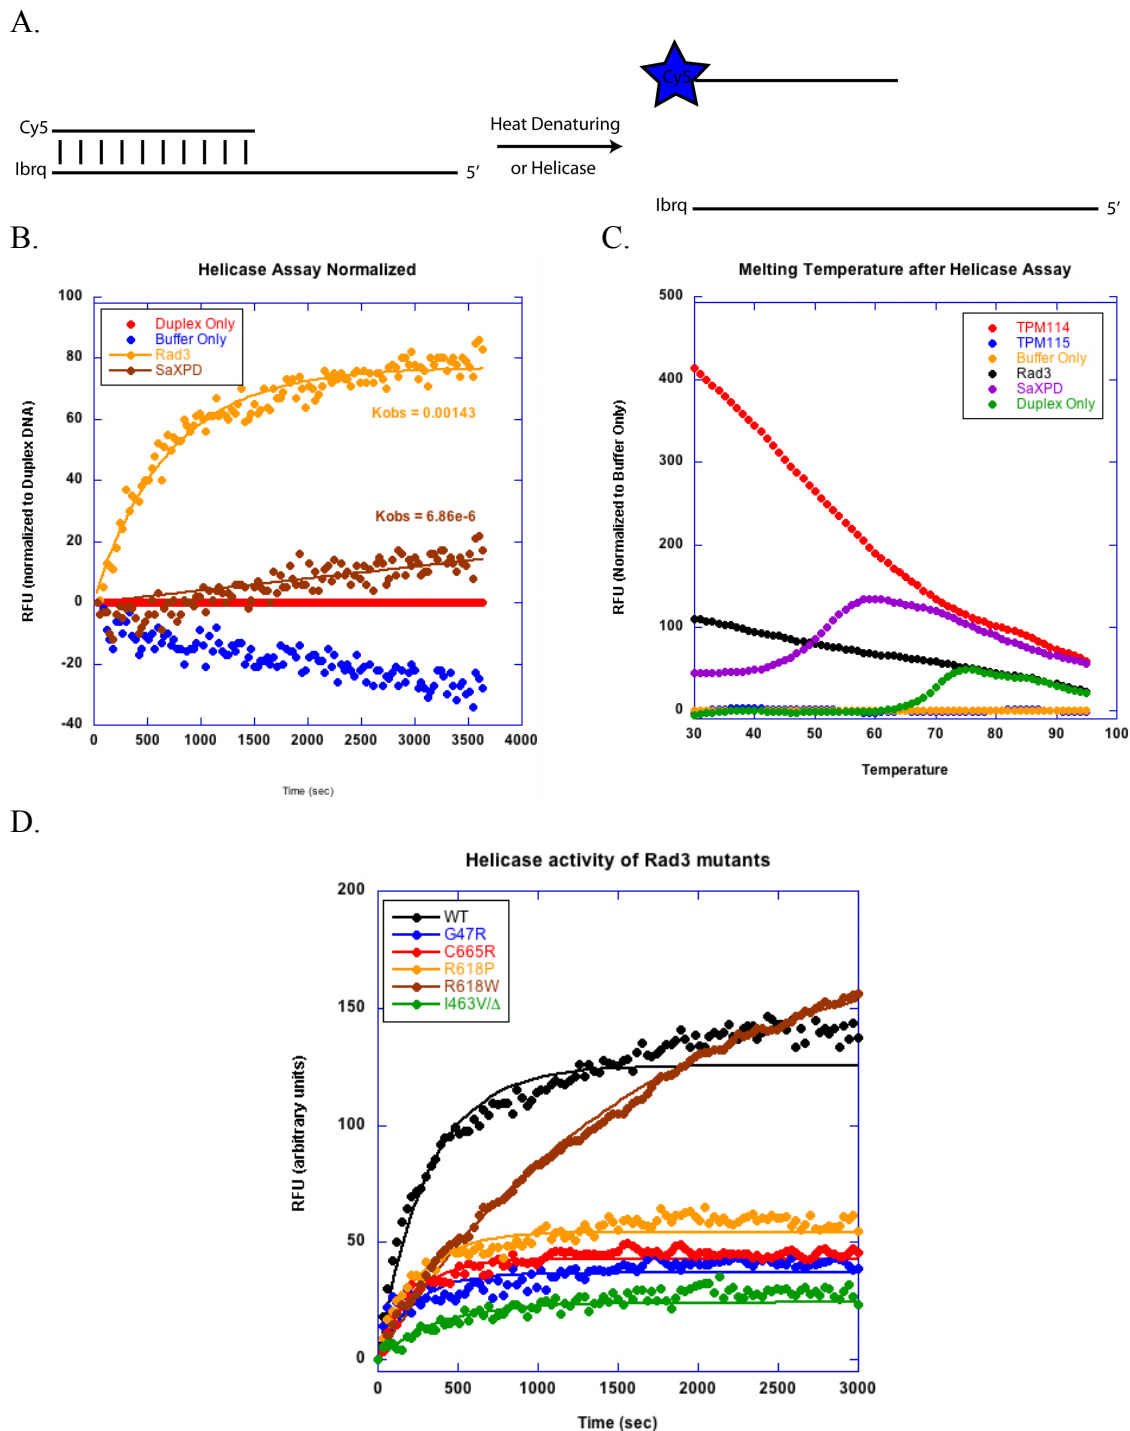 A.
Cy5
Cy5
Heat Denaturing
or Helicase
Ibrq
5'
Ibrq
5'
B.
C.
Helicase Assay Normalized
100
80
60
40
20
0
-20
-40
RFU (normalized to Duplex DNA)
Duplex Only
Buffer Only
Rad3
SaXPD
Kobs = 0.00143
Kobs = 6.86e-6
0 500 1000 1500 2000 2500 3000 3500 4000
Time (sec)
Melting Temperature after Helicase Assay
500
400
300
200
100
0
RFU (Normalized to Buffer Only)
TPM114
TPM115
Buffer Only
Rad3
SaXPD
Duplex Only
30 40 50 60 70 80 90 100
Temperature
D.
Helicase activity of Rad3 mutants
200
150
100
50
0
RFU (arbitrary units)
WT
G47R
C665R
R618P
R618W
I463V/Δ
0 500 1000 1500 2000 2500 3000
Time (sec)